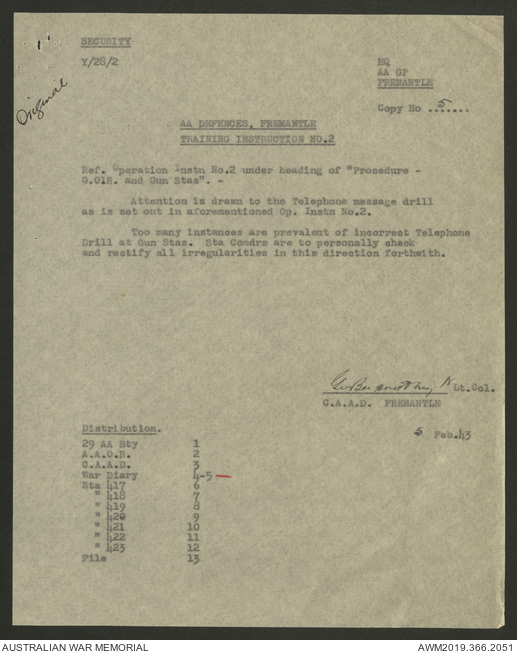 SECURITY
Y/28/2
HQ
AA GP
FREMANTLE
Original
Copy No ..5.....
AA DEFENCES, FREMANTLE
TRAINING INSTRUCTION NO.2
Ref. Operation Instn No.2 under heading of "Procedure -
G.O.R. and Gun Stas". -
Attention is drawn to the Telephone message drill
as is set out in aforementioned Op. Instn No.2.
Too many instances are prevalent of incorrect Telephone
Drill at Gun Stas. Sta Comdrs are to personally check
and rectify all irregularities in this direction forthwith.
Lt.Col.
C.A.A.D. FREMANTLE
5 Feb.43
Distribution.
29 AA Bty 1
A.A.O.R. 2
C.A.A.D. 3
War Diary 4-5
Sta 417 6
" 418 7
" 419 8
" 420 9
" 421 10
" 422 11
" 423 12
File 13
AUSTRALIAN WAR MEMORIAL
AWM2019.366.2051